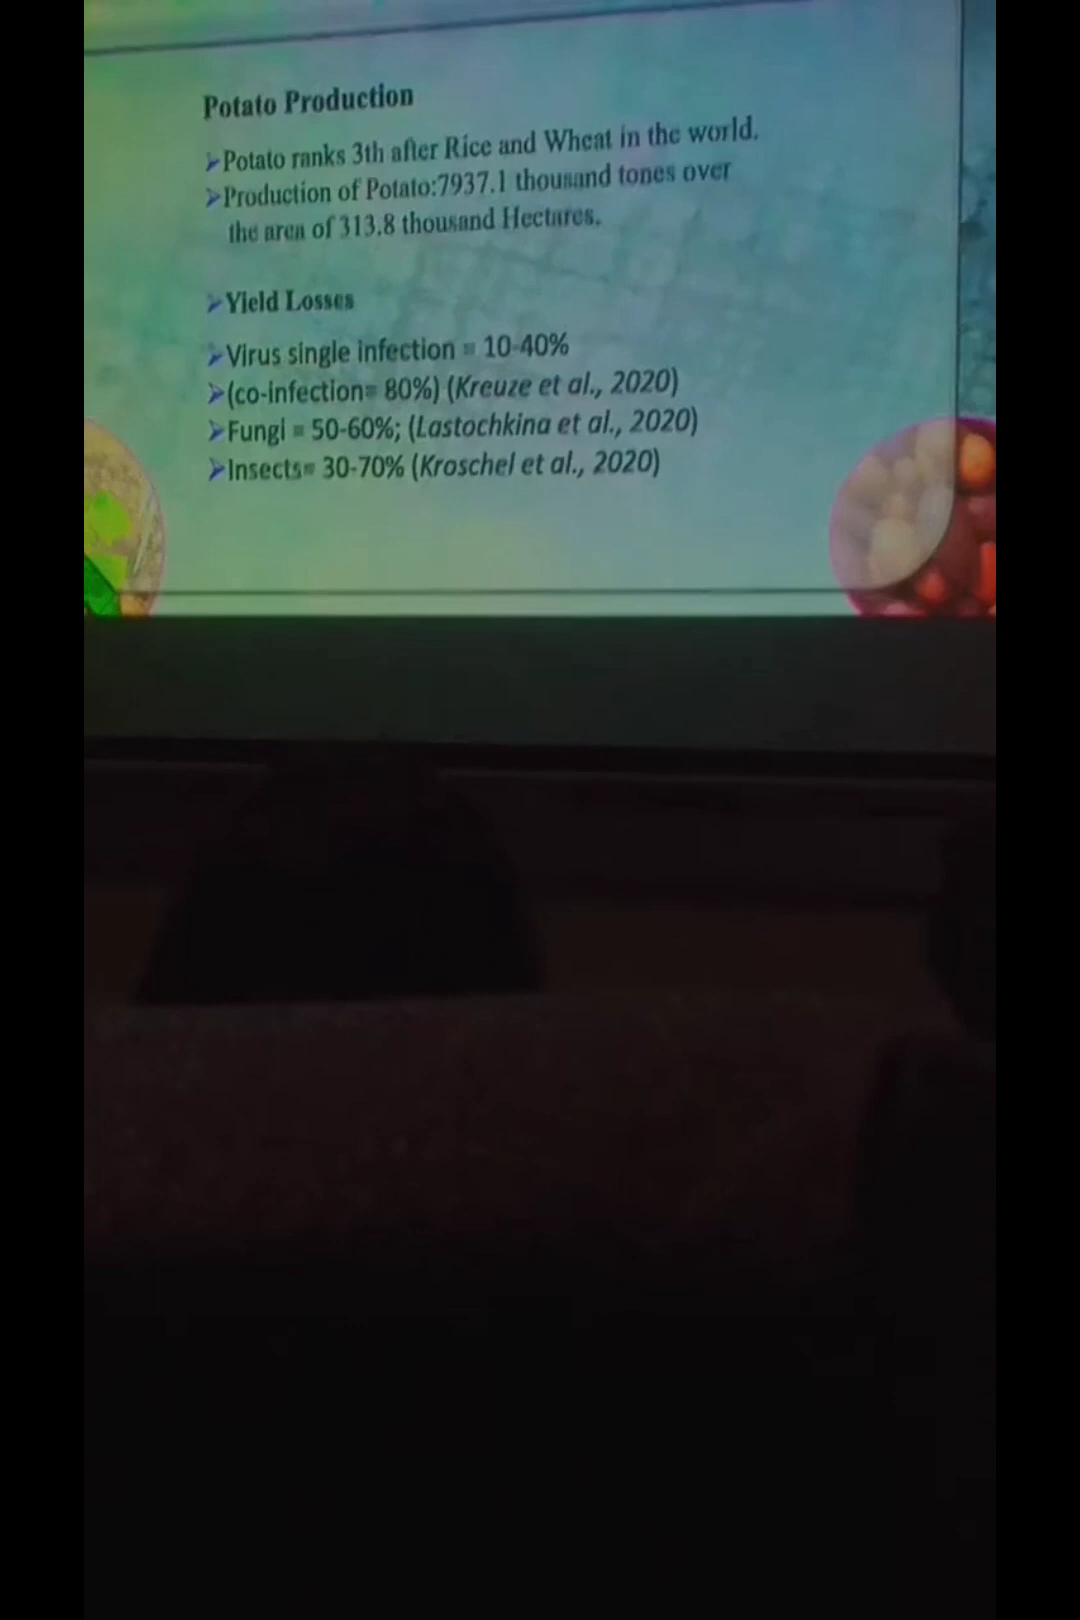 Potato Production
➢Potato ranks 3th after Rice and Wheat in the world.
➢Production of Potato:7937.1 thousand tones over
the area of 313.8 thousand Hectares.
➢Yield Losses
➢Virus single infection = 10-40%
➢(co-infection= 80%) (Kreuze et al., 2020)
➢Fungi = 50-60%; (Lastochkina et al., 2020)
➢Insects= 30-70% (Kroschel et al., 2020)